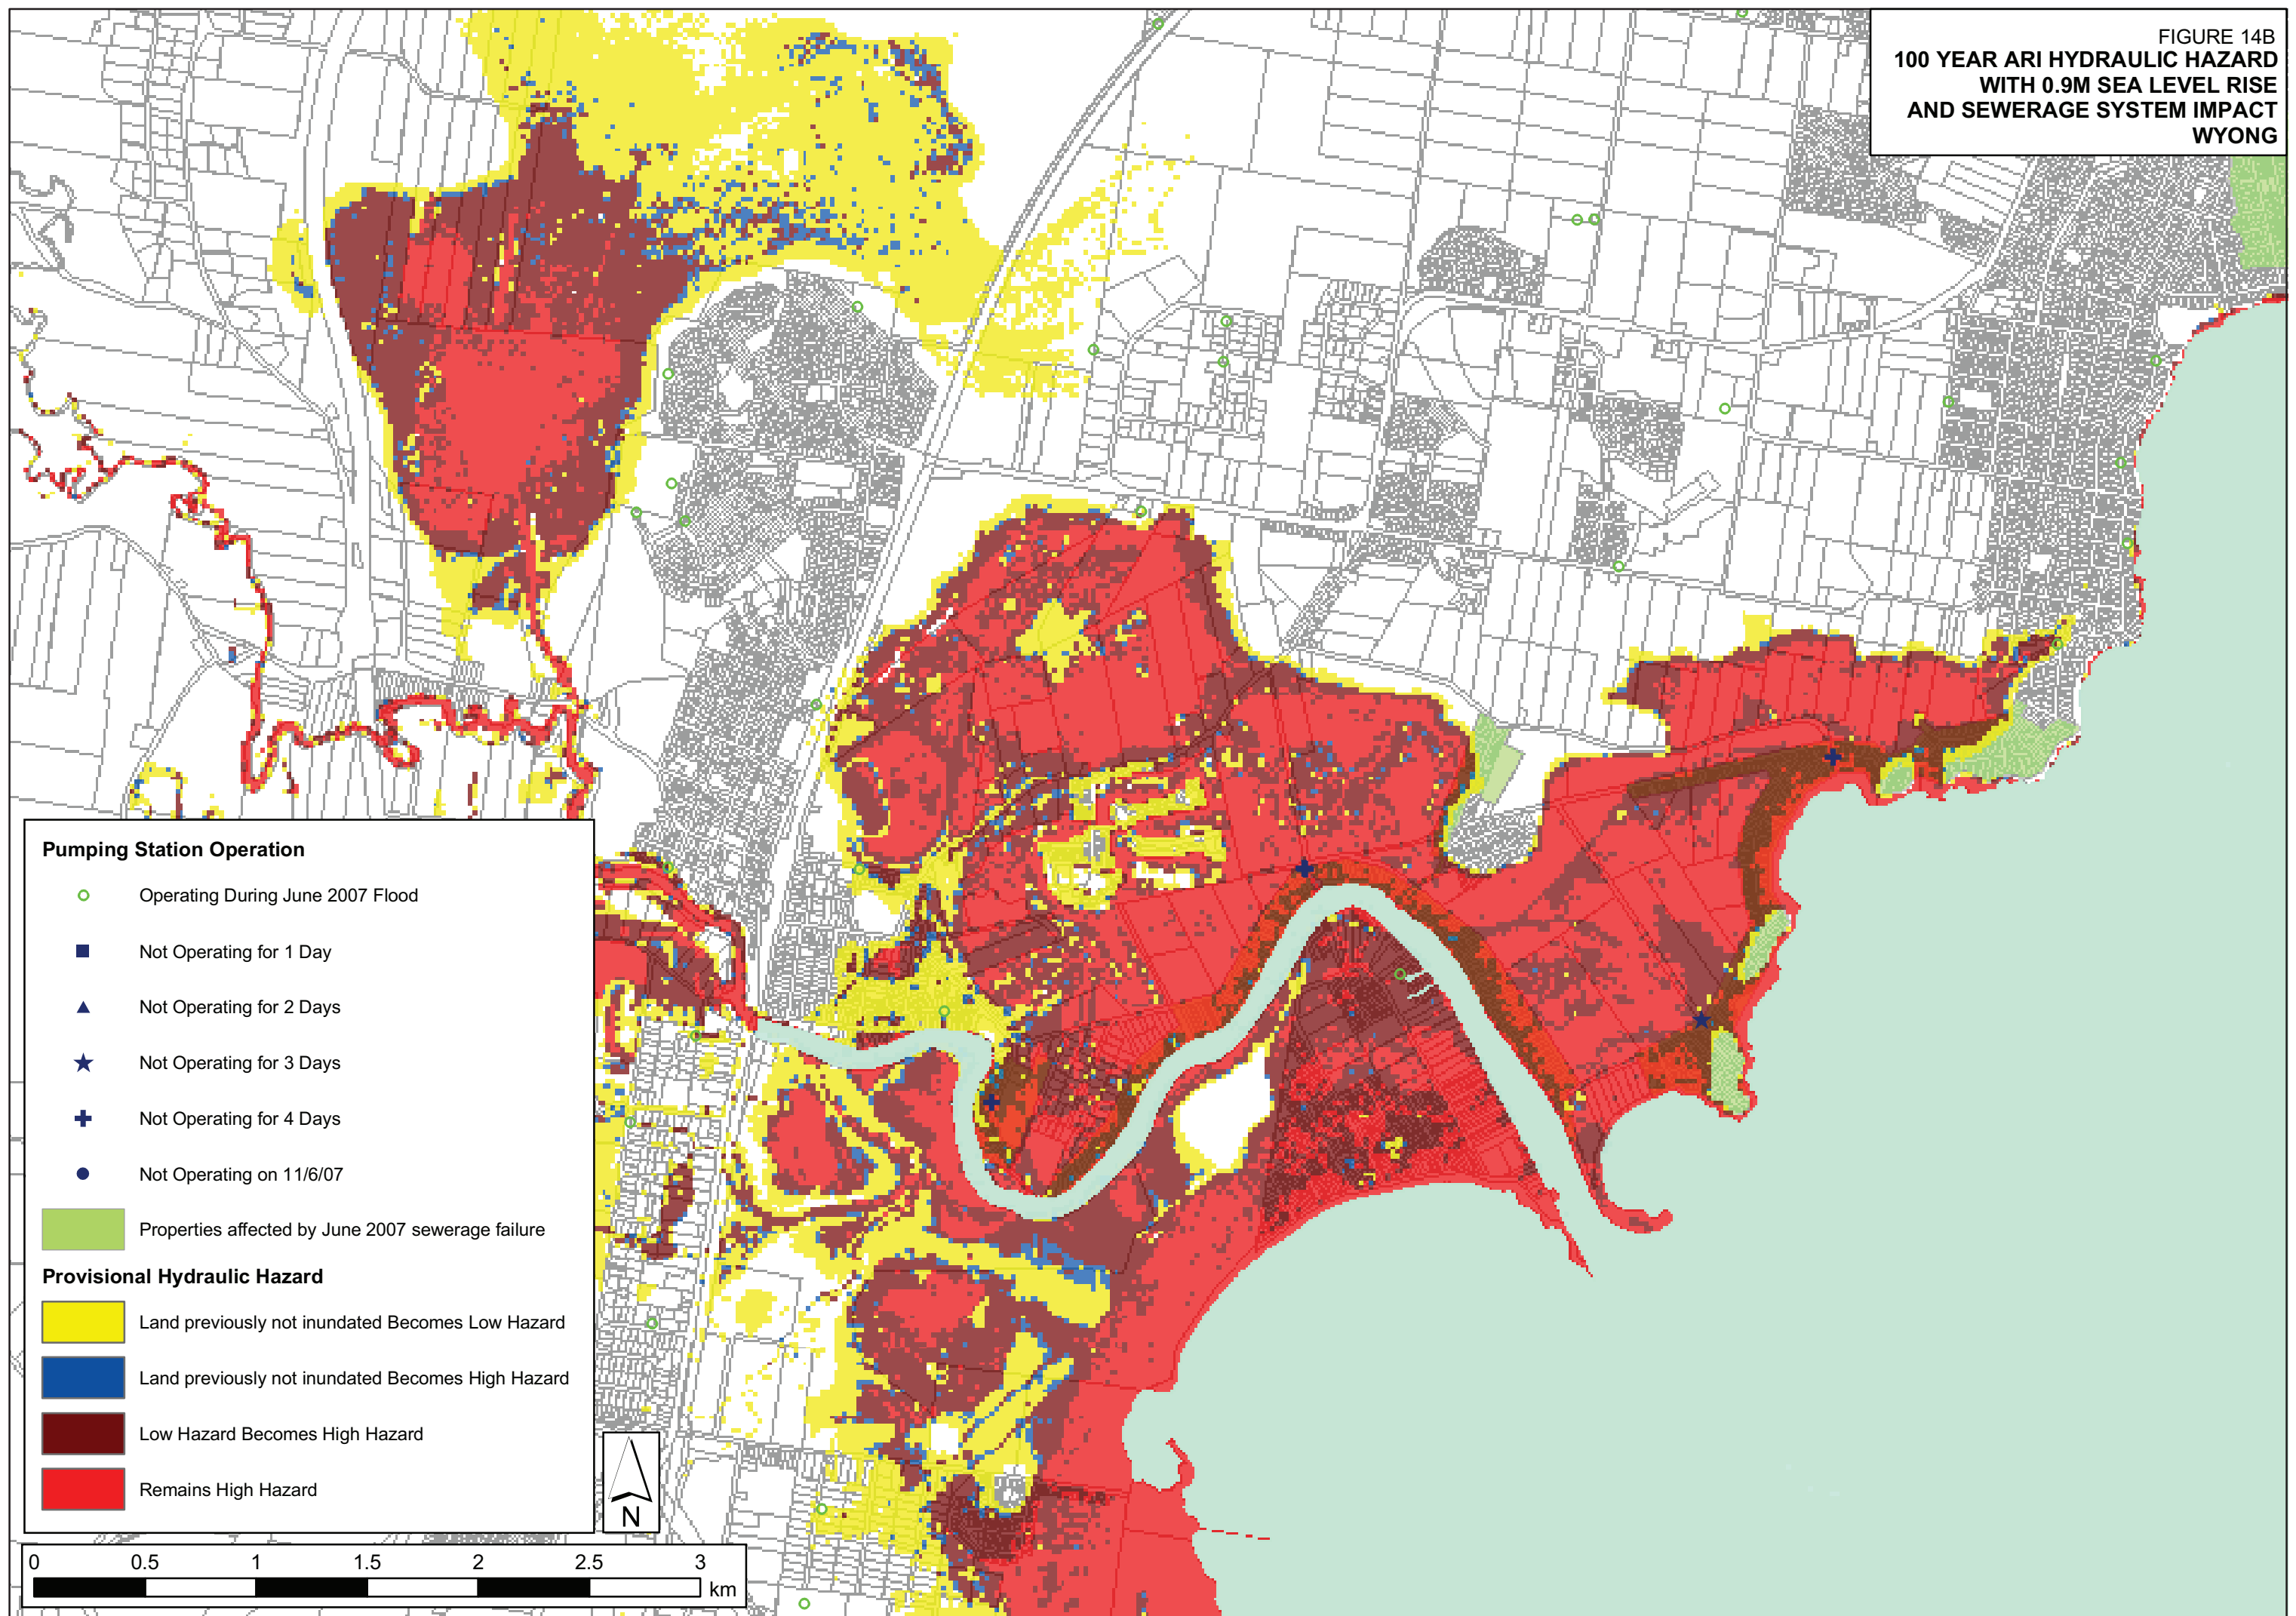 FIGURE 14B
100 YEAR ARI HYDRAULIC HAZARD
WITH 0.9M SEA LEVEL RISE
AND SEWERAGE SYSTEM IMPACT
WYONG
Pumping Station Operation
Operating During June 2007 Flood
Not Operating for 1 Day
Not Operating for 2 Days
Not Operating for 3 Days
Not Operating for 4 Days
Not Operating on 11/6/07
Properties affected by June 2007 sewerage failure
Provisional Hydraulic Hazard
Land previously not inundated Becomes Low Hazard
Land previously not inundated Becomes High Hazard
Low Hazard Becomes High Hazard
Remains High Hazard
N
0 0.5 1 1.5 2 2.5 3
km